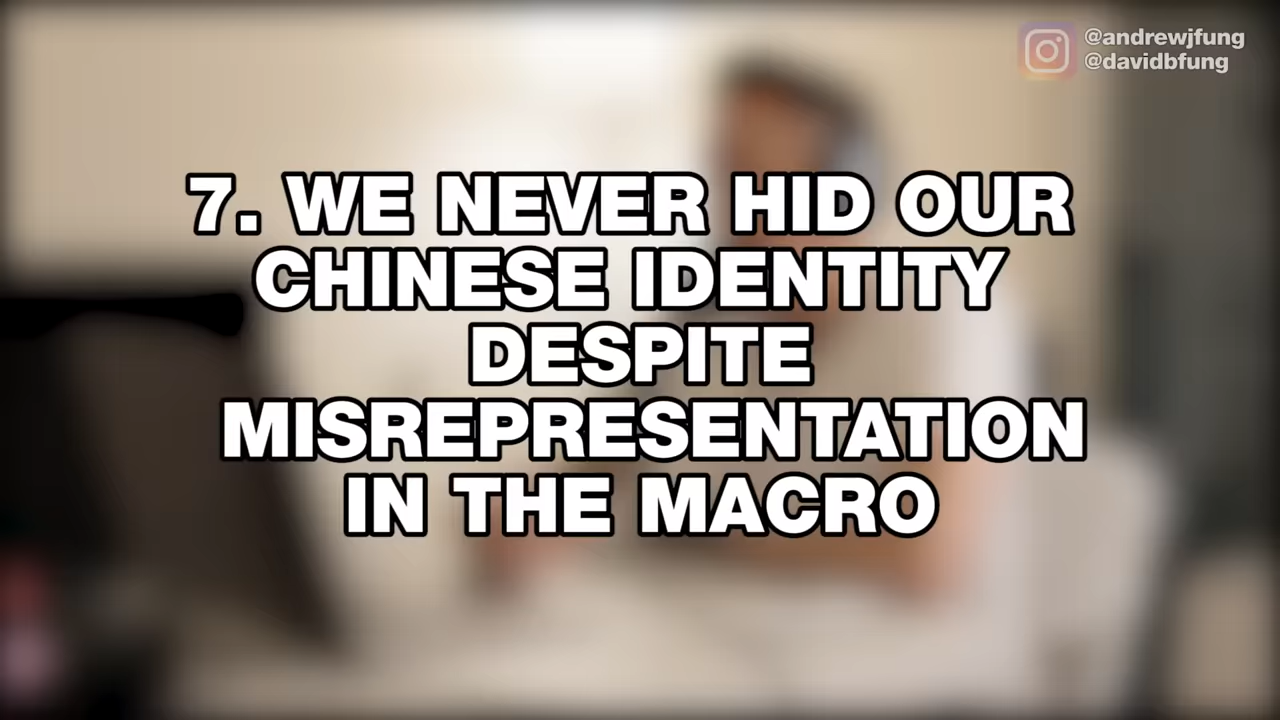 @andrewjfung
@davidbfung
7. WE NEVER HID OUR
CHINESE IDENTITY
DESPITE
MISREPRESENTATION
IN THE MACRO